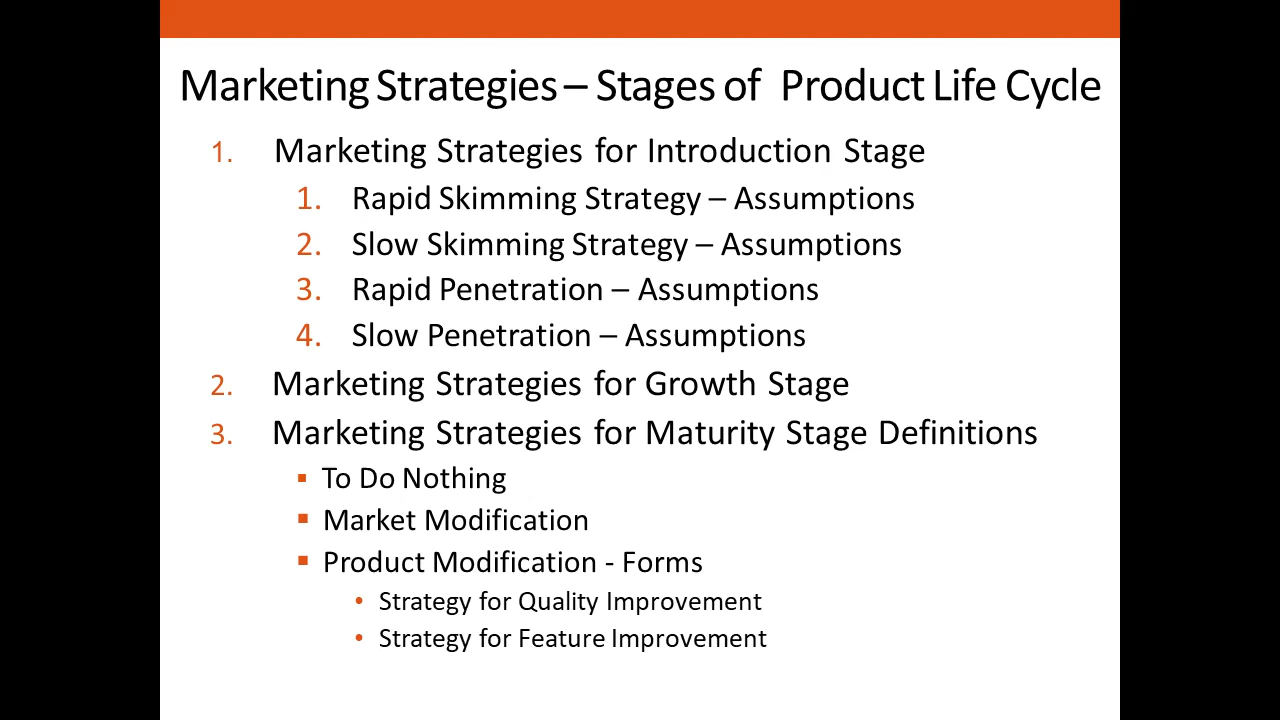 Marketing Strategies – Stages of Product Life Cycle
1. Marketing Strategies for Introduction Stage
1. Rapid Skimming Strategy – Assumptions
2. Slow Skimming Strategy – Assumptions
3. Rapid Penetration – Assumptions
4. Slow Penetration – Assumptions
2. Marketing Strategies for Growth Stage
3. Marketing Strategies for Maturity Stage Definitions
▪ To Do Nothing
▪ Market Modification
▪ Product Modification - Forms
• Strategy for Quality Improvement
• Strategy for Feature Improvement